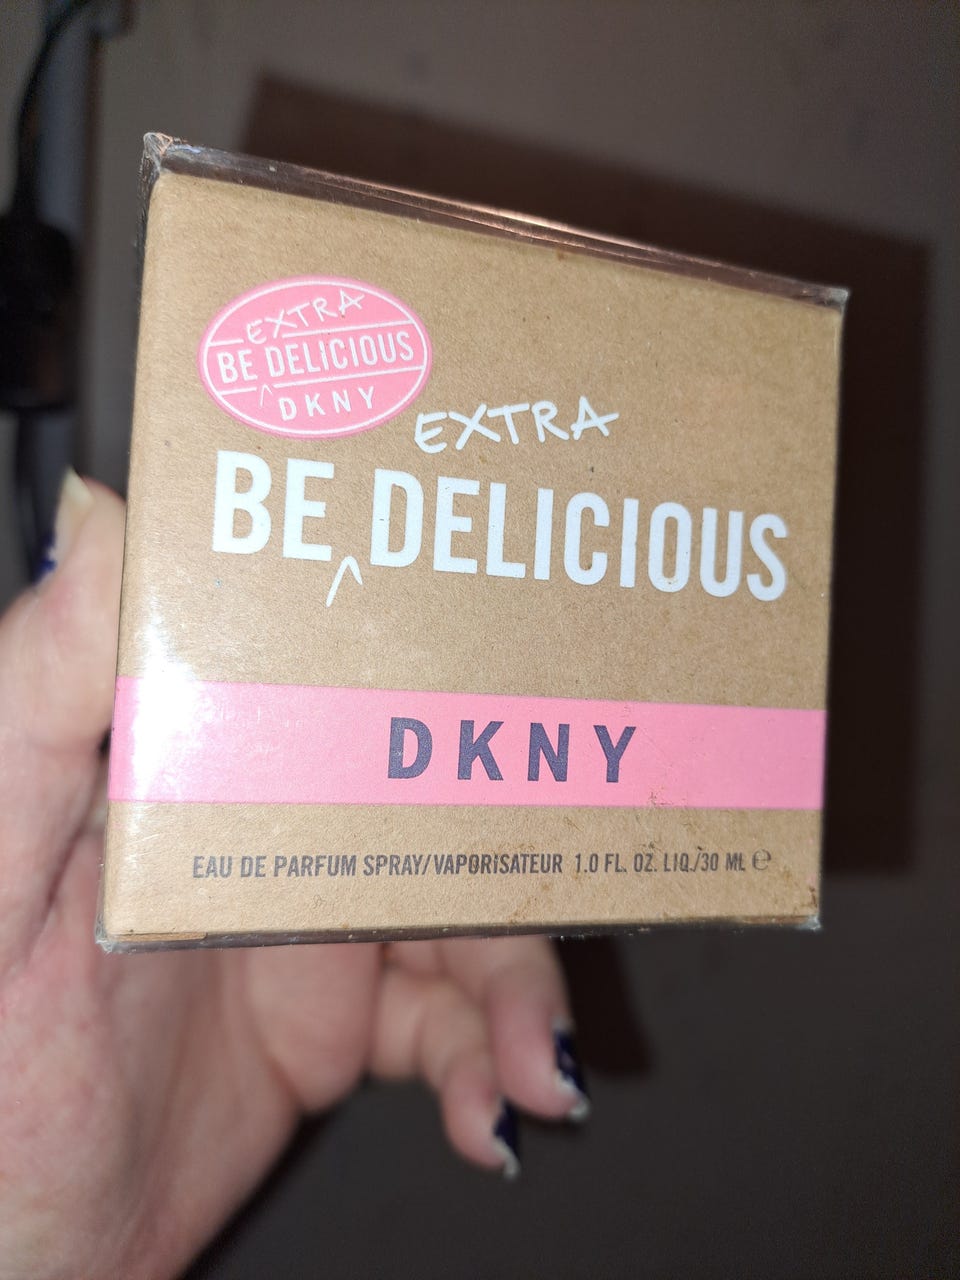 EXTRA
BE DELICIOUS
DKNY
EXTRA
BE DELICIOUS
DKNY
EAU DE PARFUM SPRAY/VAPORISATEUR 1.0 FL. OZ. LIQ./30 ML ℮